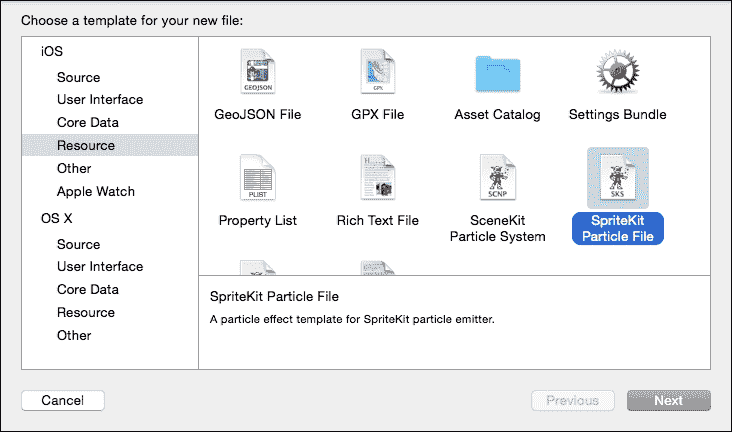 Choose a template for your new file:
iOS
Source
User Interface
Core Data
Resource
Other
Apple Watch
OS X
Source
User Interface
Core Data
Resource
Other
GEOJSON
GPX
GeoJSON File
GPX File
Asset Catalog
Settings Bundle
PLIST
SCNP
SKS
Property List
Rich Text File
SceneKit
Particle System
SpriteKit
Particle File
SpriteKit Particle File
A particle effect template for SpriteKit particle emitter.
Cancel
Previous
Next